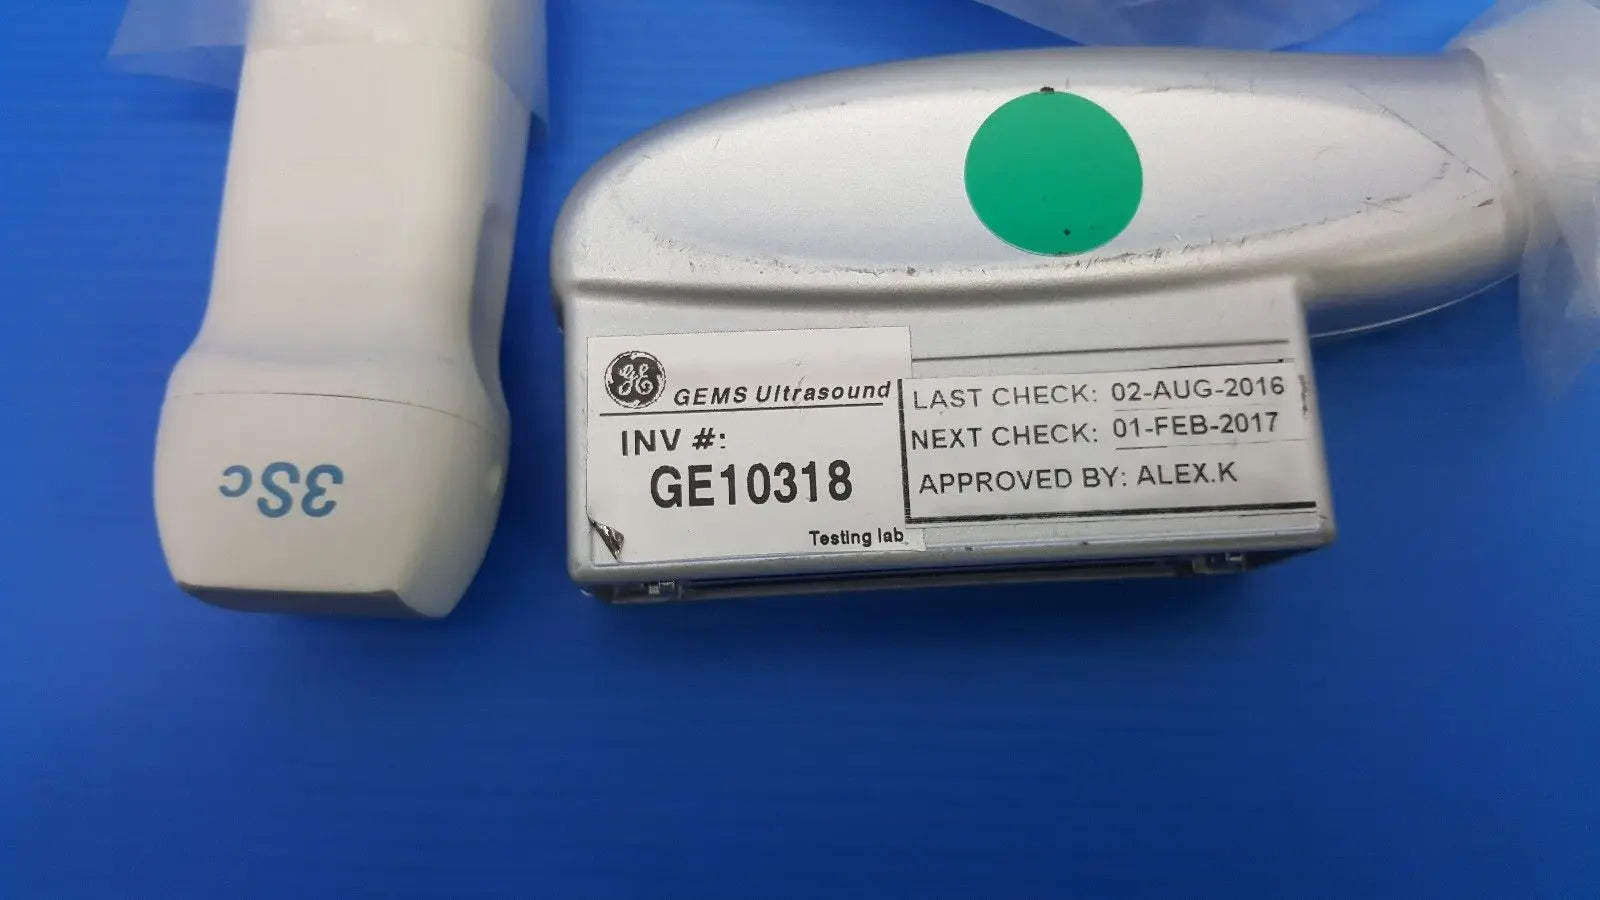 3Sc
GE
GEMS Ultrasound
INV #:
GE10318
Testing lab
LAST CHECK: 02-AUG-2016
NEXT CHECK: 01-FEB-2017
APPROVED BY: ALEX.K